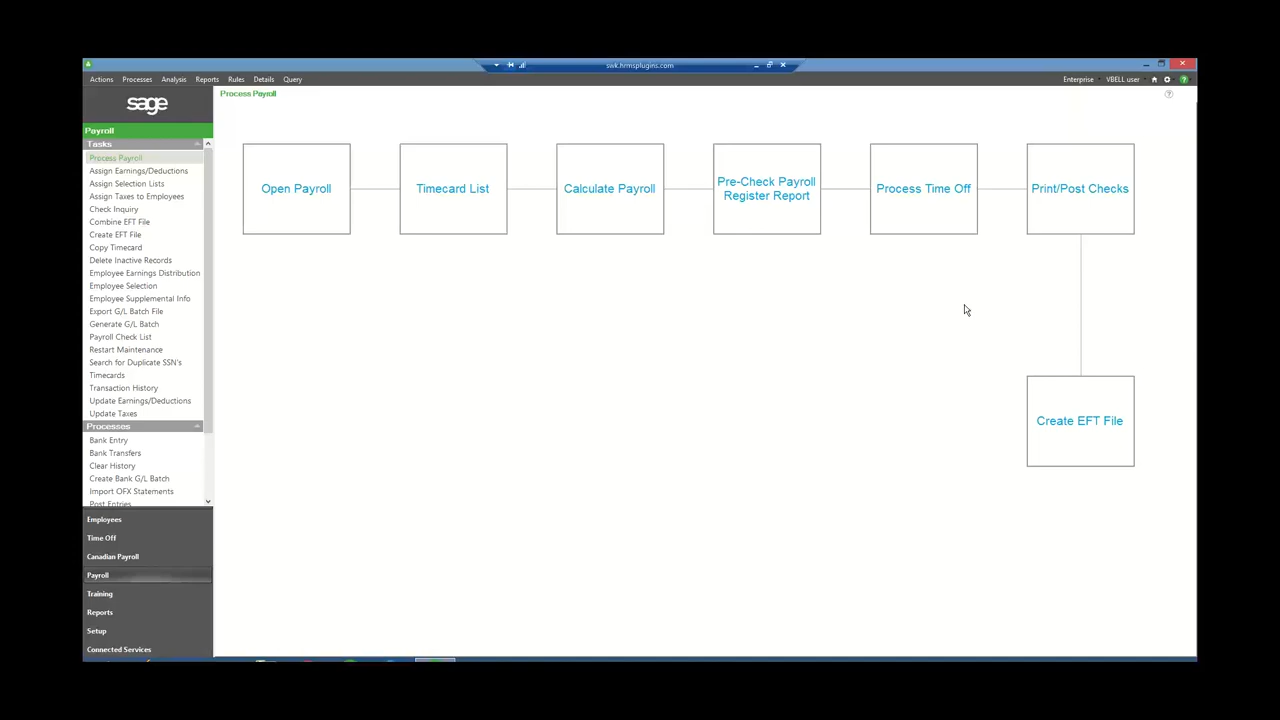 swk.hrmsplugins.com
Actions Processes Analysis Reports Rules Details Query Enterprise VBELL user
sage
Process Payroll
Payroll
Tasks
Process Payroll
Assign Earnings/Deductions
Assign Selection Lists
Assign Taxes to Employees
Check Inquiry
Combine EFT File
Create EFT File
Copy Timecard
Delete Inactive Records
Employee Earnings Distribution
Employee Selection
Employee Supplemental Info
Export G/L Batch File
Generate G/L Batch
Payroll Check List
Restart Maintenance
Search for Duplicate SSN's
Timecards
Transaction History
Update Earnings/Deductions
Update Taxes
Processes
Bank Entry
Bank Transfers
Clear History
Create Bank G/L Batch
Import OFX Statements
Post Entries
Employees
Time Off
Canadian Payroll
Payroll
Training
Reports
Setup
Connected Services
Open Payroll
Timecard List
Calculate Payroll
Pre-Check Payroll
Register Report
Process Time Off
Print/Post Checks
Create EFT File